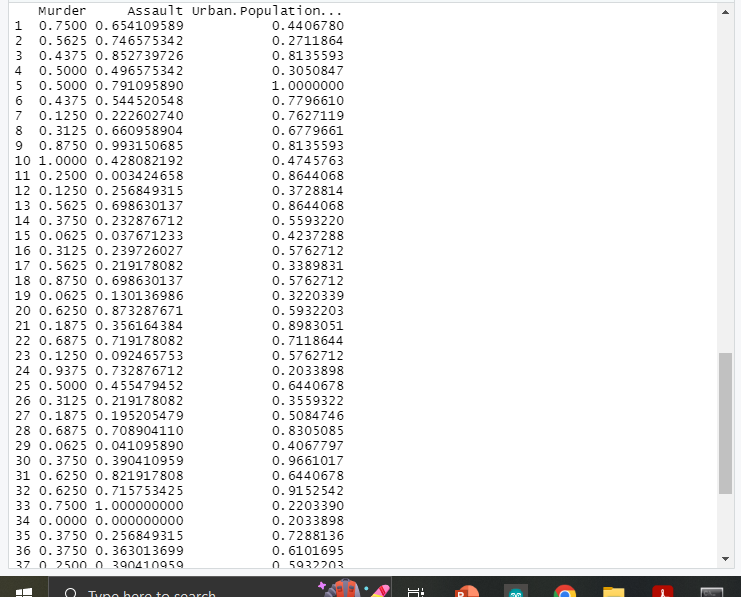 Murder Assault Urban.Population...
1 0.7500 0.654109589 0.4406780
2 0.5625 0.746575342 0.2711864
3 0.4375 0.852739726 0.8135593
4 0.5000 0.496575342 0.3050847
5 0.5000 0.791095890 1.0000000
6 0.4375 0.544520548 0.7796610
7 0.1250 0.222602740 0.7627119
8 0.3125 0.660958904 0.6779661
9 0.8750 0.993150685 0.8135593
10 1.0000 0.428082192 0.4745763
11 0.2500 0.003424658 0.8644068
12 0.1250 0.256849315 0.3728814
13 0.5625 0.698630137 0.8644068
14 0.3750 0.232876712 0.5593220
15 0.0625 0.037671233 0.4237288
16 0.3125 0.239726027 0.5762712
17 0.5625 0.219178082 0.3389831
18 0.8750 0.698630137 0.5762712
19 0.0625 0.130136986 0.3220339
20 0.6250 0.873287671 0.5932203
21 0.1875 0.356164384 0.8983051
22 0.6875 0.719178082 0.7118644
23 0.1250 0.092465753 0.5762712
24 0.9375 0.732876712 0.2033898
25 0.5000 0.455479452 0.6440678
26 0.3125 0.219178082 0.3559322
27 0.1875 0.195205479 0.5084746
28 0.6875 0.708904110 0.8305085
29 0.0625 0.041095890 0.4067797
30 0.3750 0.390410959 0.9661017
31 0.6250 0.821917808 0.6440678
32 0.6250 0.715753425 0.9152542
33 0.7500 1.000000000 0.2203390
34 0.0000 0.000000000 0.2033898
35 0.3750 0.256849315 0.7288136
36 0.3750 0.363013699 0.6101695
37 0.2500 0.390410959 0.5932203
Type here to search